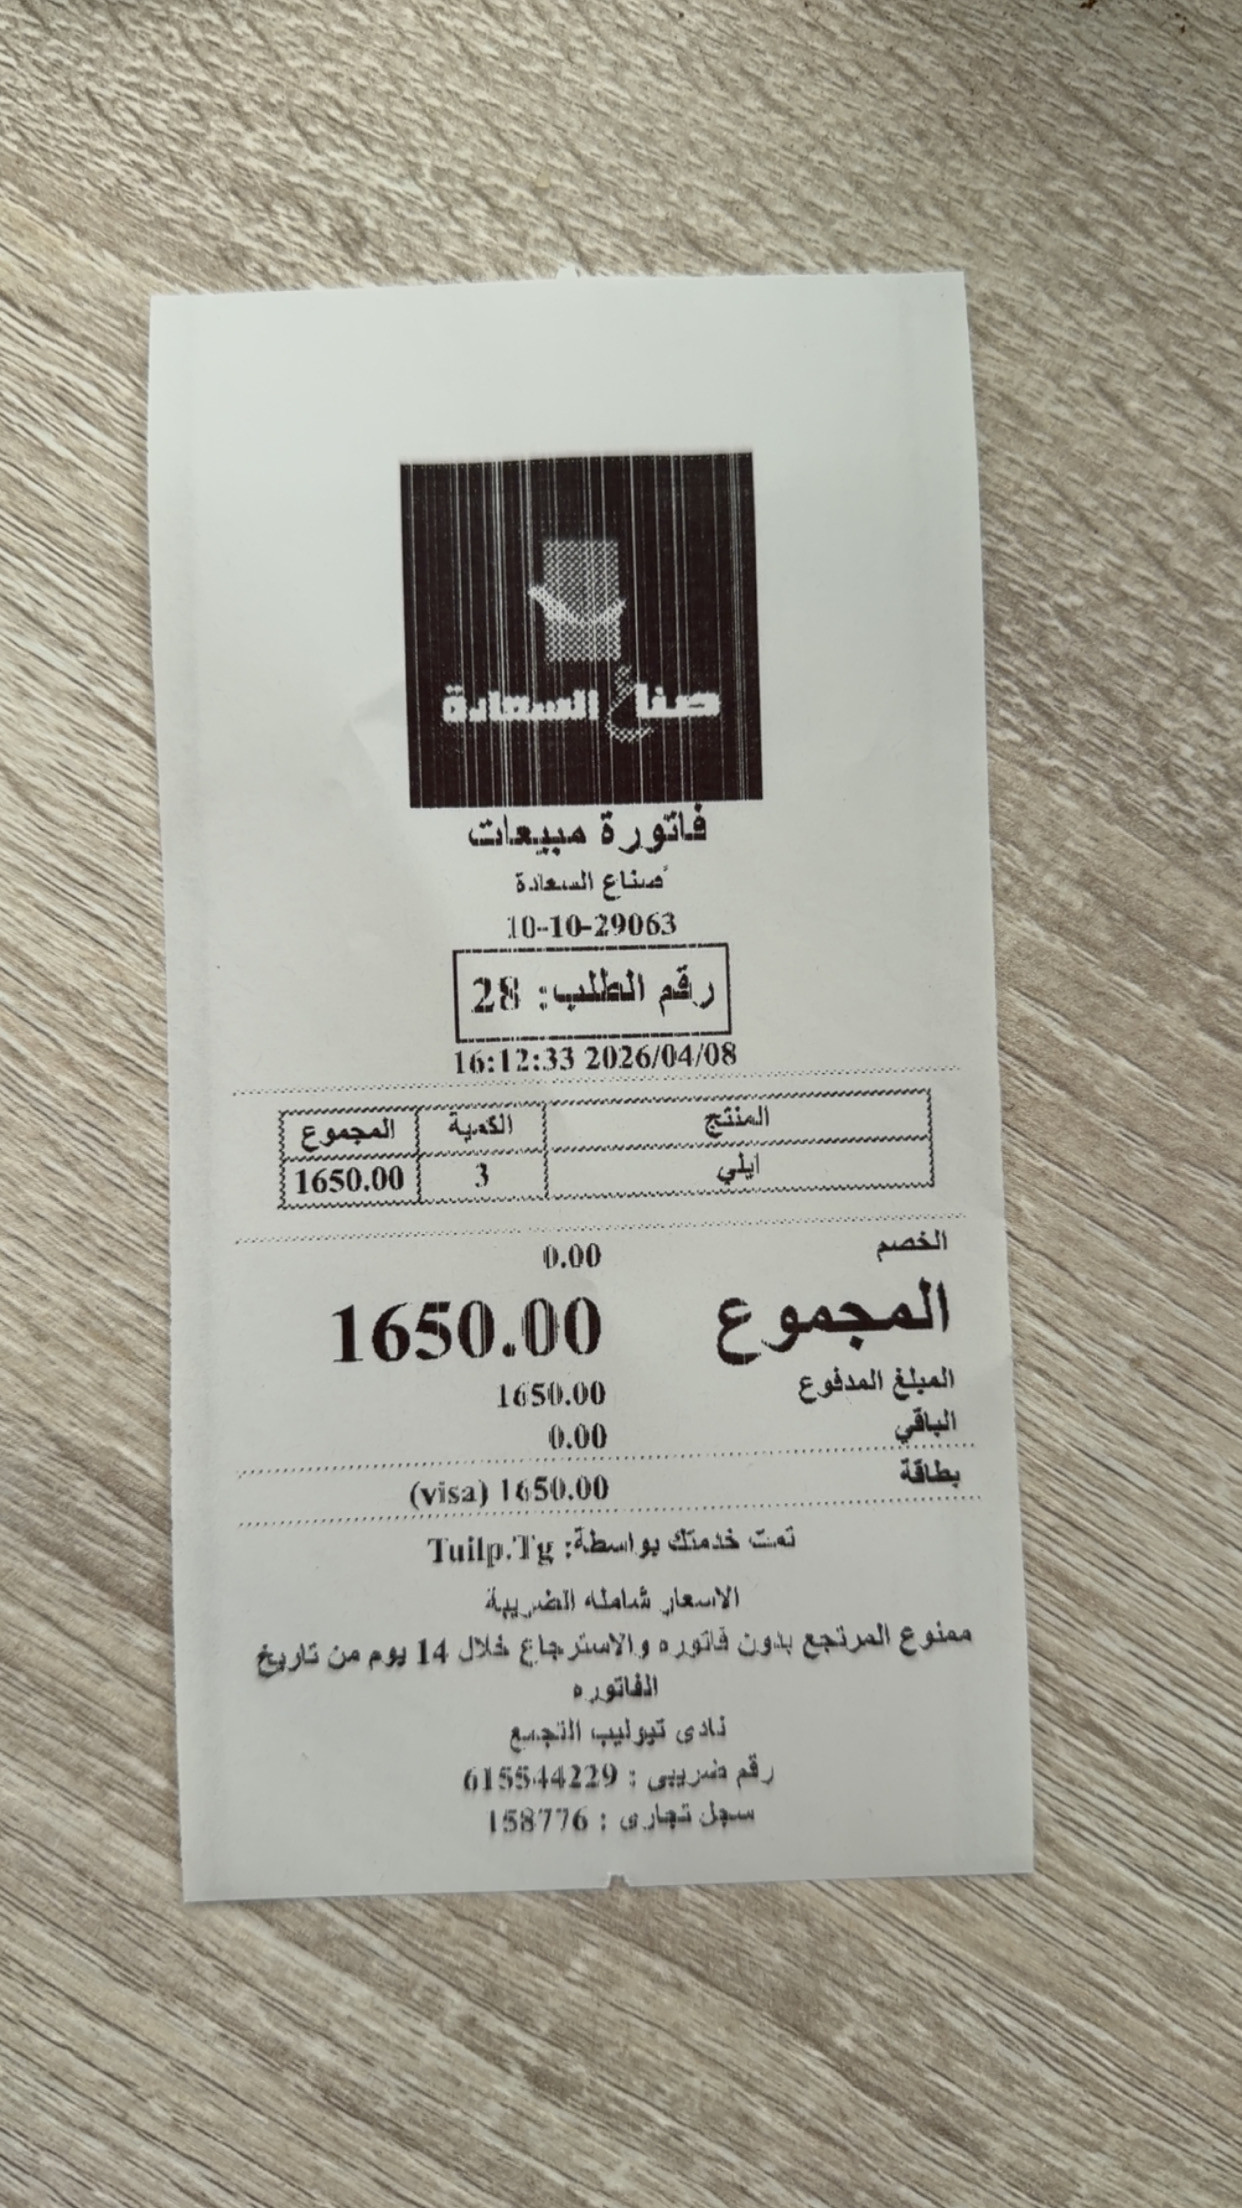 صناع السعادة
فاتورة مبيعات
صُناع السعادة
10-10-29063
رقم الطلب: 28
16:12:33 2026/04/08
المنتج الكمية المجموع
ايلي 3 1650.00
الخصم 0.00
المجموع 1650.00
المبلغ المدفوع 1650.00
الباقي 0.00
بطاقة 1650.00 (visa)
تمت خدمتك بواسطة: Tuilp.Tg
الاسعار شامله الضريبة
ممنوع المرتجع بدون فاتوره والاسترجاع خلال 14 يوم من تاريخ
الفاتوره
نادى تيوليب التجمع
رقم ضريبى : 615544229
سجل تجارى : 158776